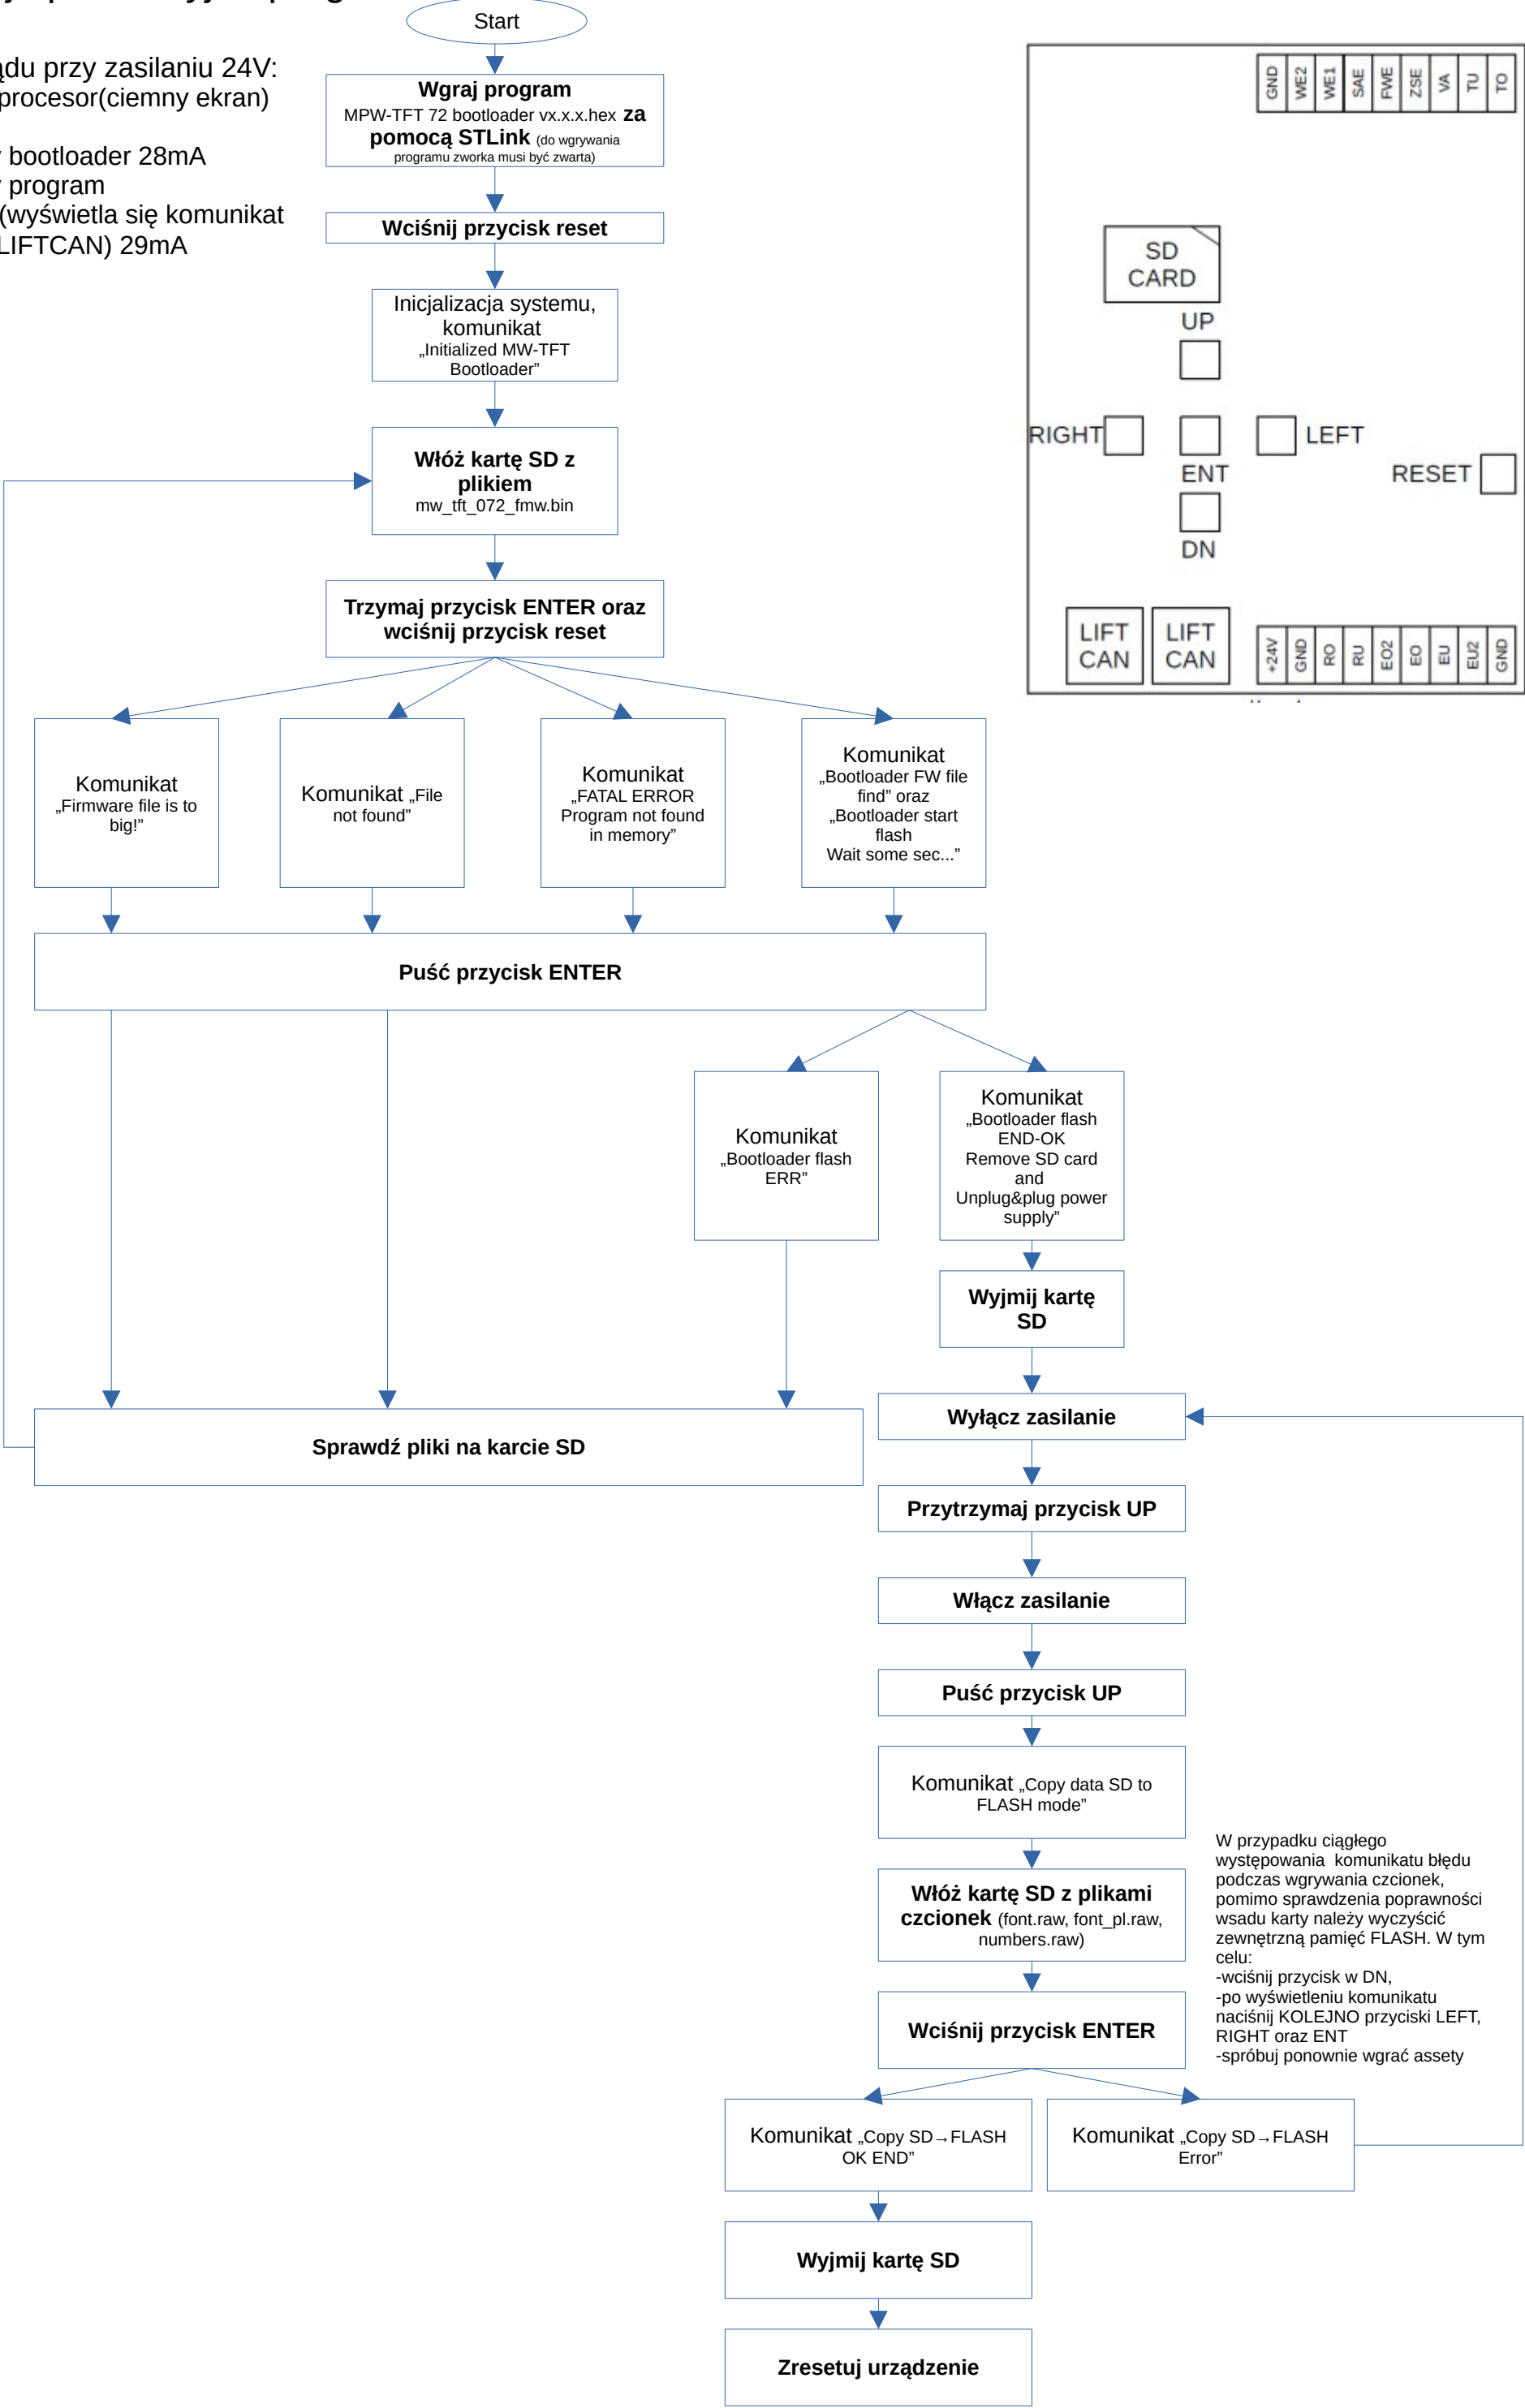 Start
ądu przy zasilaniu 24V:
procesor(ciemny ekran)
bootloader 28mA
program
(wyświetla się komunikat
LIFTCAN) 29mA
Wgraj program
MPW-TFT 72 bootloader vx.x.x.hex za
pomocą STLink (do wgrywania
programu zworka musi być zwarta)
Wciśnij przycisk reset
Inicjalizacja systemu,
komunikat
„Initialized MW-TFT
Bootloader”
Włóż kartę SD z
plikiem
mw_tft_072_fmw.bin
Trzymaj przycisk ENTER oraz
wciśnij przycisk reset
GND WE2 WE1 SAE FWE ZSE VA TU TO
SD
CARD
UP
RIGHT
LEFT
ENT
RESET
DN
LIFT
CAN
LIFT
CAN
+24V GND RO RU EO2 EO EU EU2 GND
Komunikat
„Firmware file is to
big!”
Komunikat „File
not found”
Komunikat
„FATAL ERROR
Program not found
in memory”
Komunikat
„Bootloader FW file
find” oraz
„Bootloader start
flash
Wait some sec...”
Puść przycisk ENTER
Komunikat
„Bootloader flash
ERR”
Komunikat
„Bootloader flash
END-OK
Remove SD card
and
Unplug&plug power
supply”
Wyjmij kartę
SD
Sprawdź pliki na karcie SD
Wyłącz zasilanie
Przytrzymaj przycisk UP
Włącz zasilanie
Puść przycisk UP
Komunikat „Copy data SD to
FLASH mode”
Włóż kartę SD z plikami
czcionek (font.raw, font_pl.raw,
numbers.raw)
Wciśnij przycisk ENTER
W przypadku ciągłego
występowania komunikatu błędu
podczas wgrywania czcionek,
pomimo sprawdzenia poprawności
wsadu karty należy wyczyścić
zewnętrzną pamięć FLASH. W tym
celu:
-wciśnij przycisk w DN,
-po wyświetleniu komunikatu
naciśnij KOLEJNO przyciski LEFT,
RIGHT oraz ENT
-spróbuj ponownie wgrać assety
Komunikat „Copy SD→FLASH
OK END”
Komunikat „Copy SD→FLASH
Error”
Wyjmij kartę SD
Zresetuj urządzenie